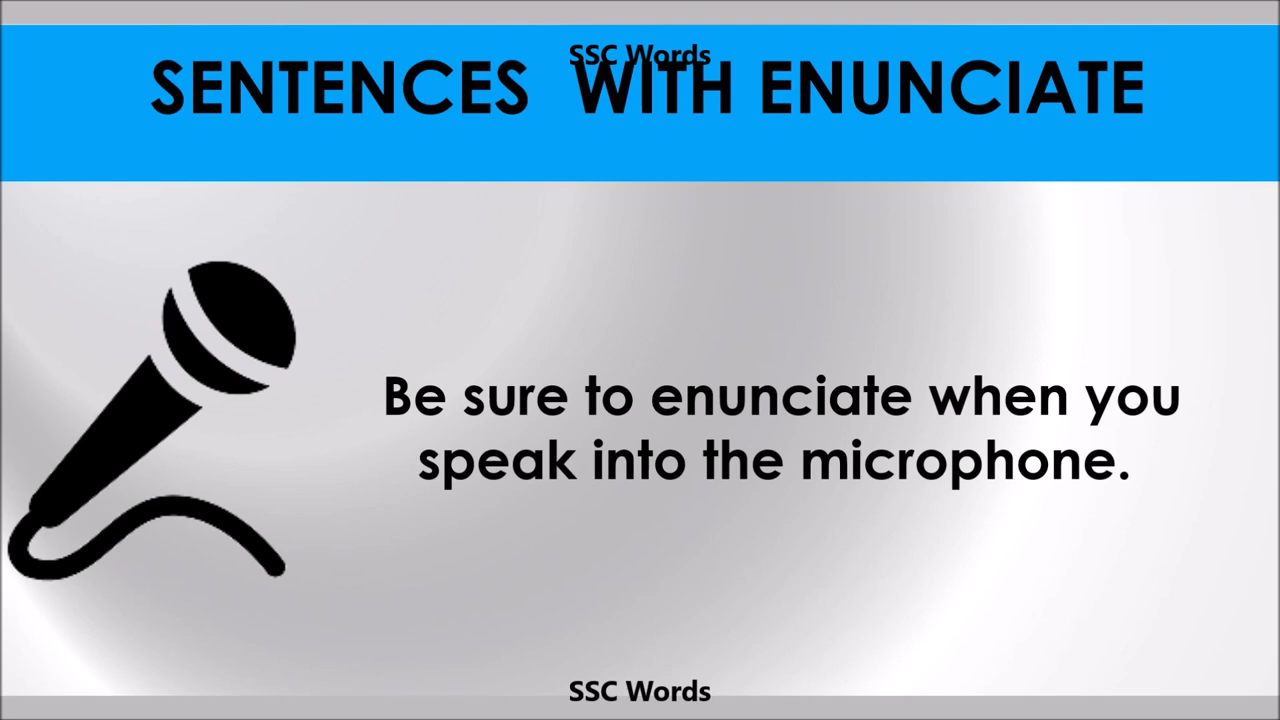 SSC Words
SENTENCES WITH ENUNCIATE
Be sure to enunciate when you
speak into the microphone.
SSC Words